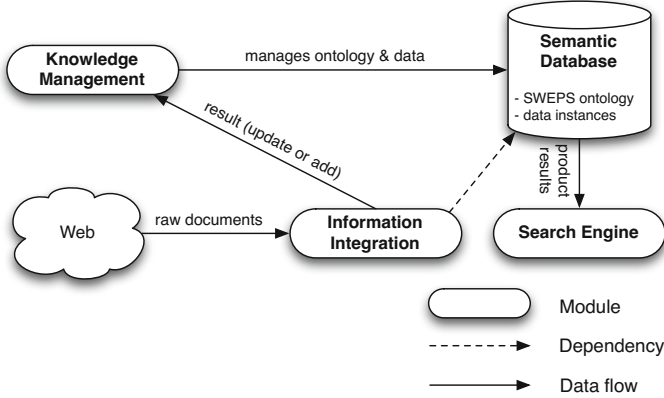 Knowledge
Management
manages ontology & data
Semantic
Database
- SWEPS ontology
- data instances
result (update or add)
product
results
Web
raw documents
Information
Integration
Search Engine
Module
Dependency
Data flow